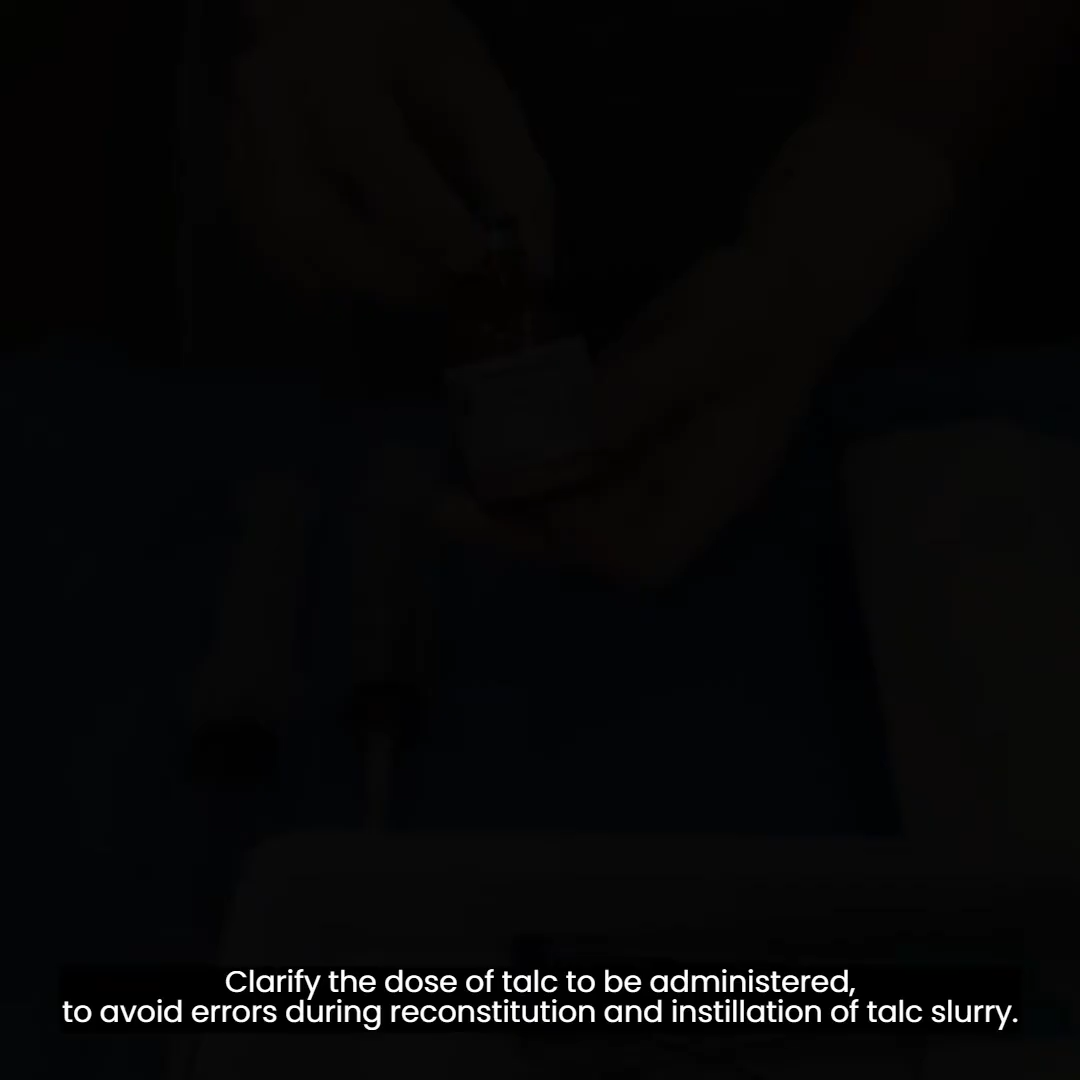 Clarify the dose of talc to be administered,
to avoid errors during reconstitution and instillation of talc slurry.